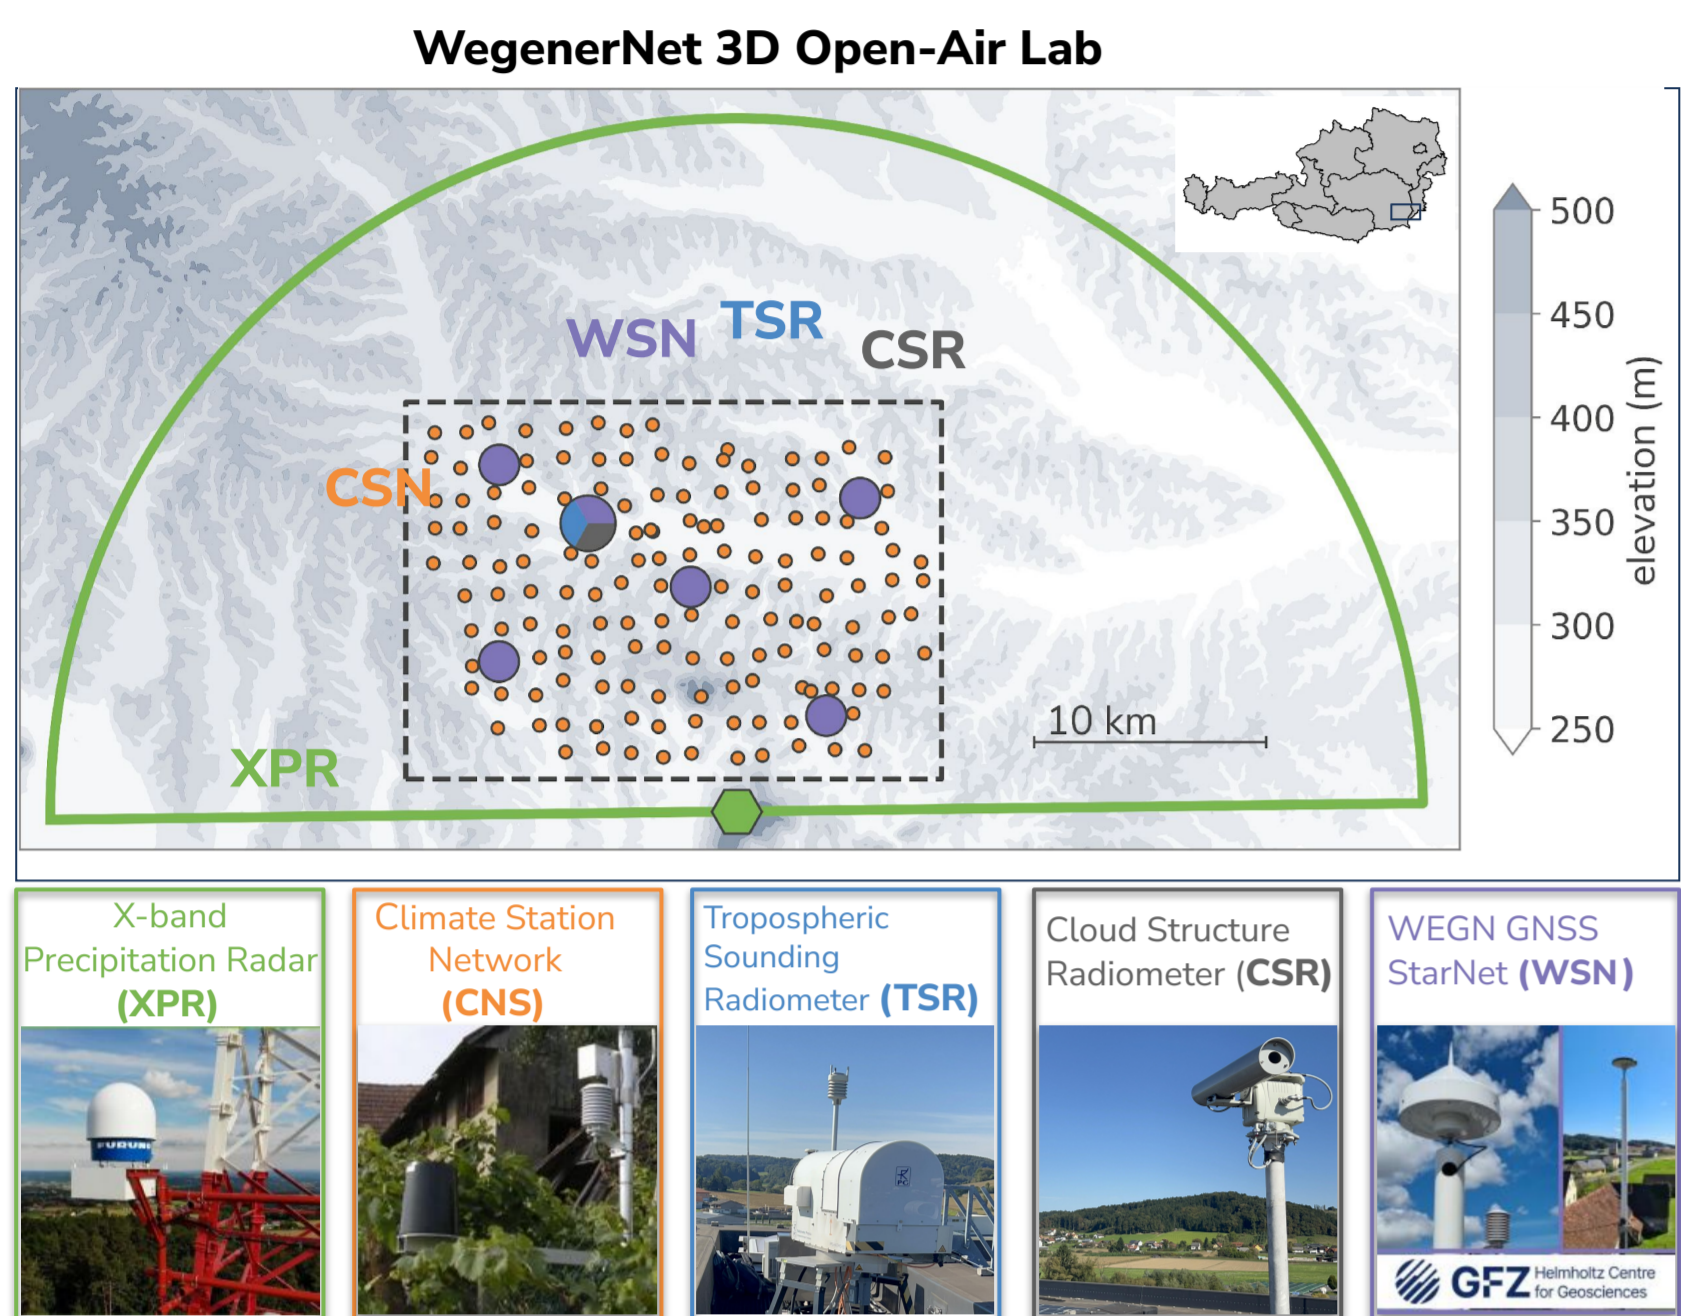 WegenerNet 3D Open-Air Lab
500
450
400
350
300
250
elevation (m)
WSN
TSR
CSR
CSN
XPR
10 km
X-band
Precipitation Radar
(XPR)
Climate Station
Network
(CNS)
Tropospheric
Sounding
Radiometer (TSR)
Cloud Structure
Radiometer (CSR)
WEGN GNSS
StarNet (WSN)
FURUNO
GFZ
Helmholtz Centre
for Geosciences